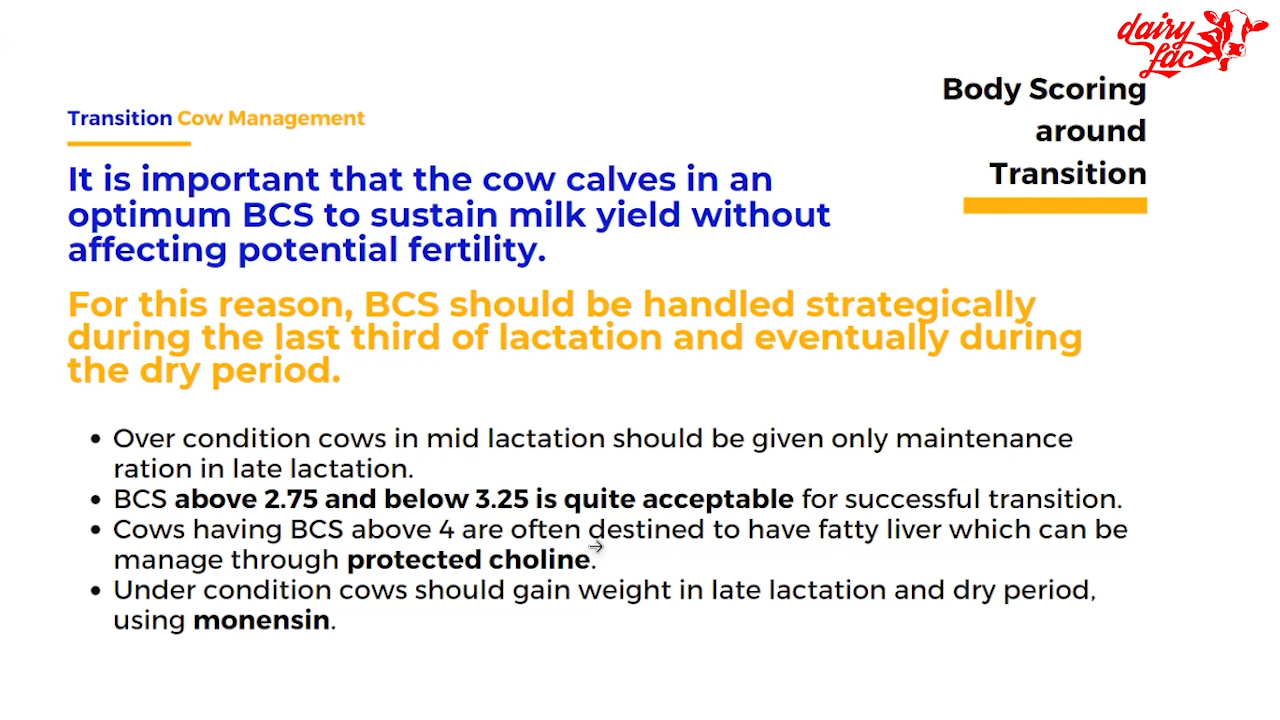 dairy
lac
Body Scoring
around
Transition
Transition Cow Management
It is important that the cow calves in an
optimum BCS to sustain milk yield without
affecting potential fertility.
For this reason, BCS should be handled strategically
during the last third of lactation and eventually during
the dry period.
• Over condition cows in mid lactation should be given only maintenance
ration in late lactation.
• BCS above 2.75 and below 3.25 is quite acceptable for successful transition.
• Cows having BCS above 4 are often destined to have fatty liver which can be
manage through protected choline.
• Under condition cows should gain weight in late lactation and dry period,
using monensin.